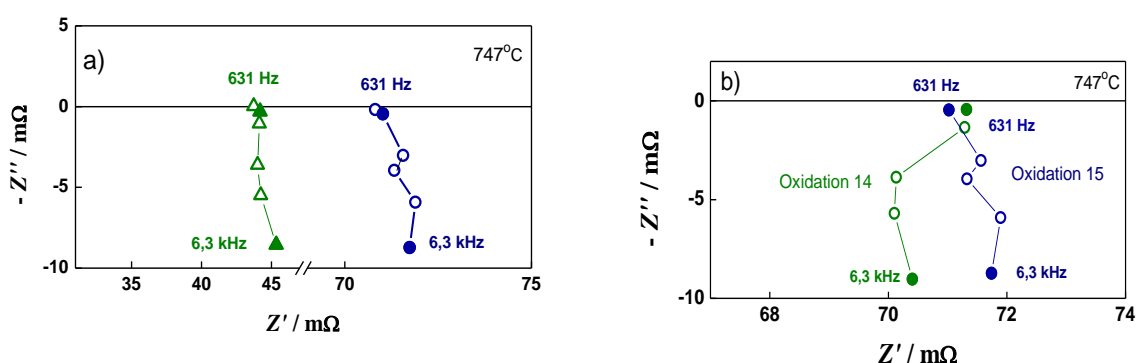 a)
747°C
631 Hz
631 Hz
6,3 kHz
6,3 kHz
5
0
-5
-10
35
40
45
70
75
- Z'' / mΩ
Z' / mΩ
b)
747°C
631 Hz
631 Hz
Oxidation 14
Oxidation 15
6,3 kHz
6,3 kHz
0
-5
-10
68
70
72
74
- Z'' / mΩ
Z' / mΩ